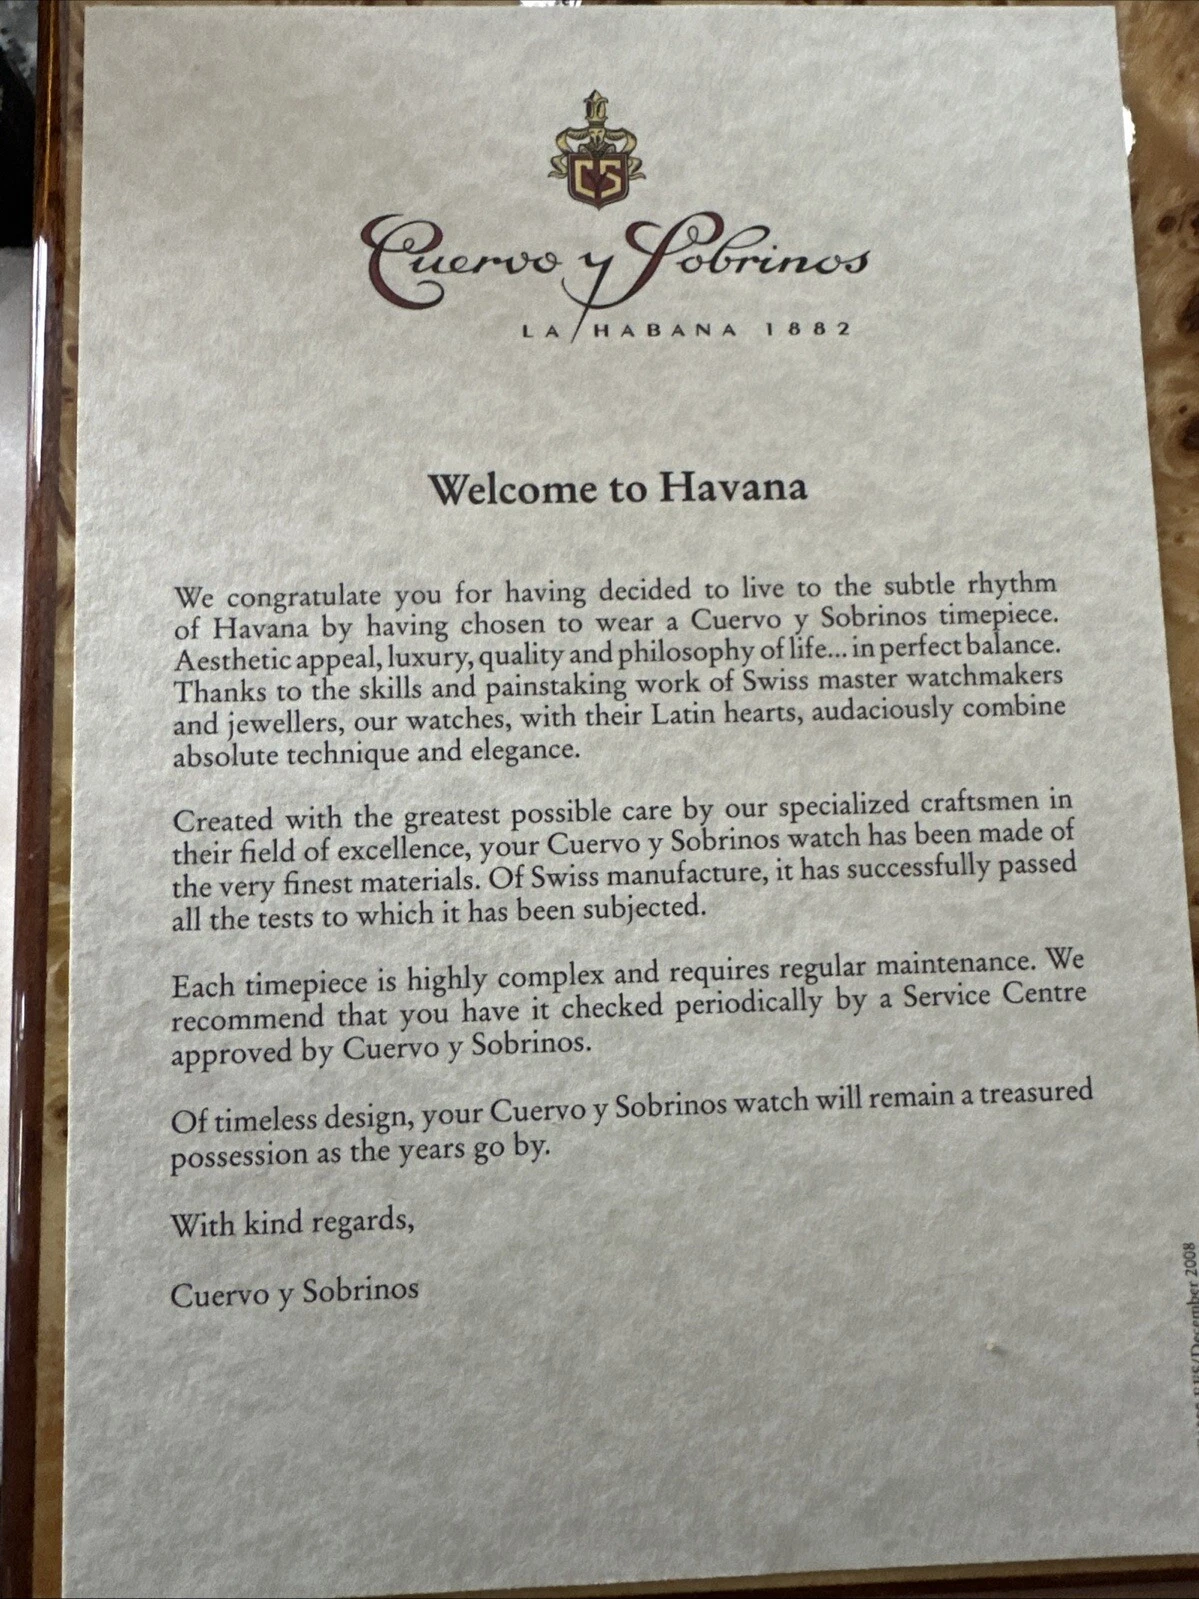 CyS
Cuervo y Sobrinos
LA HABANA 1882
Welcome to Havana
We congratulate you for having decided to live to the subtle rhythm
of Havana by having chosen to wear a Cuervo y Sobrinos timepiece.
Aesthetic appeal, luxury, quality and philosophy of life... in perfect balance.
Thanks to the skills and painstaking work of Swiss master watchmakers
and jewellers, our watches, with their Latin hearts, audaciously combine
absolute technique and elegance.
Created with the greatest possible care by our specialized craftsmen in
their field of excellence, your Cuervo y Sobrinos watch has been made of
the very finest materials. Of Swiss manufacture, it has successfully passed
all the tests to which it has been subjected.
Each timepiece is highly complex and requires regular maintenance. We
recommend that you have it checked periodically by a Service Centre
approved by Cuervo y Sobrinos.
Of timeless design, your Cuervo y Sobrinos watch will remain a treasured
possession as the years go by.
With kind regards,
Cuervo y Sobrinos
December 2008